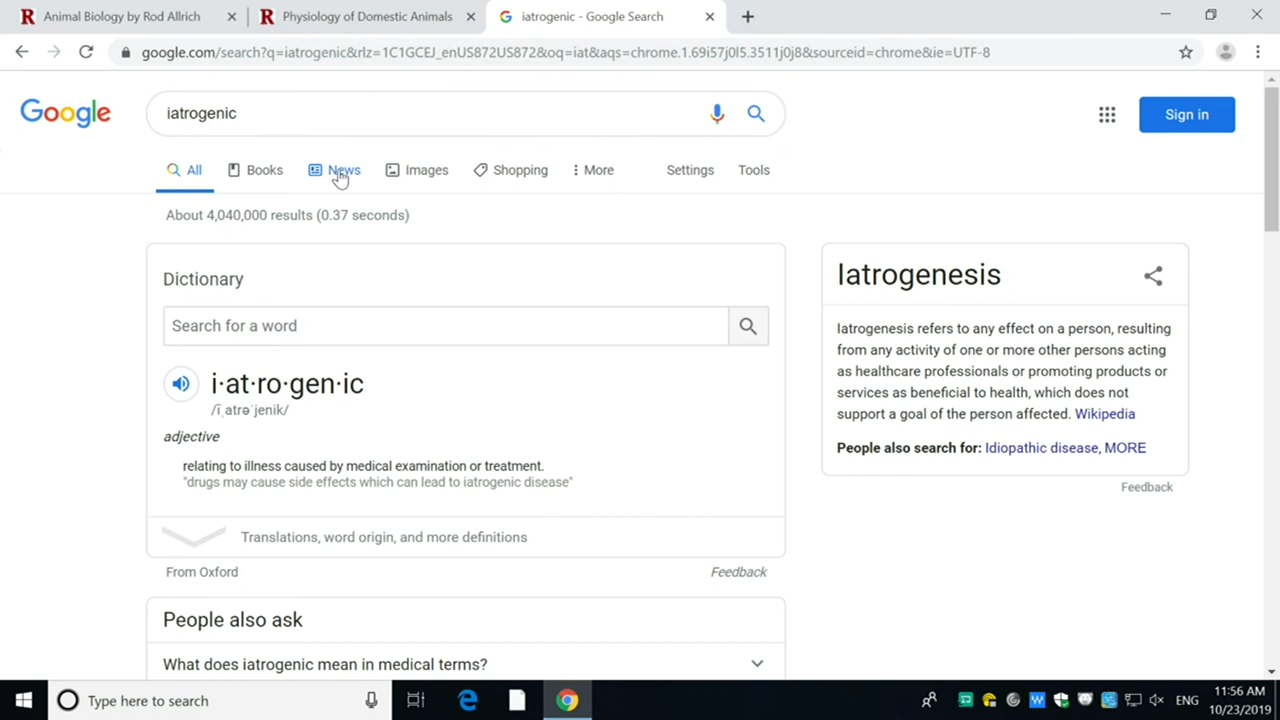 Animal Biology by Rod Allrich
Physiology of Domestic Animals
iatrogenic - Google Search
google.com/search?q=iatrogenic&rlz=1C1GCEJ_enUS872US872&oq=iat&aqs=chrome.1.69i57j0l5.3511j0j8&sourceid=chrome&ie=UTF-8
Google
iatrogenic
Sign in
All
Books
News
Images
Shopping
More
Settings
Tools
About 4,040,000 results (0.37 seconds)
Dictionary
Search for a word
i·at·ro·gen·ic
/īˌatrəˈjenik/
adjective
relating to illness caused by medical examination or treatment.
"drugs may cause side effects which can lead to iatrogenic disease"
Translations, word origin, and more definitions
From Oxford
Feedback
People also ask
What does iatrogenic mean in medical terms?
Iatrogenesis
Iatrogenesis refers to any effect on a person, resulting
from any activity of one or more other persons acting
as healthcare professionals or promoting products or
services as beneficial to health, which does not
support a goal of the person affected. Wikipedia
People also search for: Idiopathic disease, MORE
Feedback
Type here to search
ENG
11:56 AM
10/23/2019